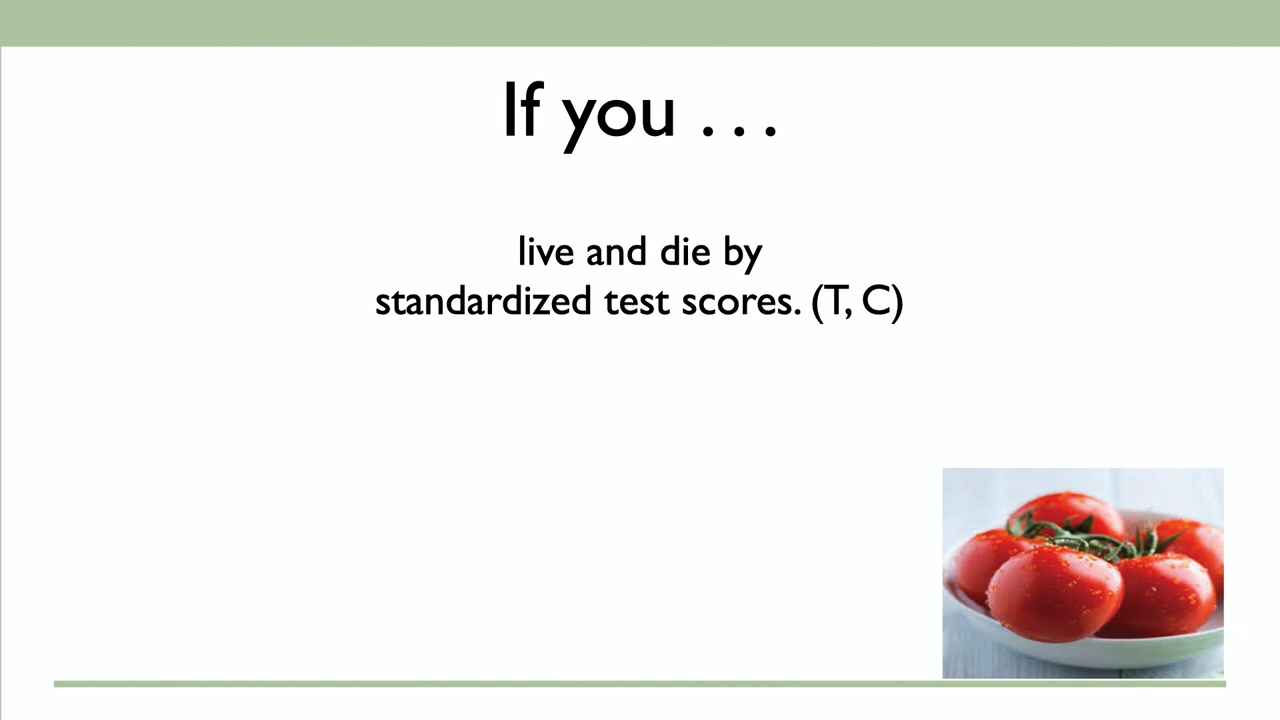 If you . . .
live and die by
standardized test scores. (T, C)